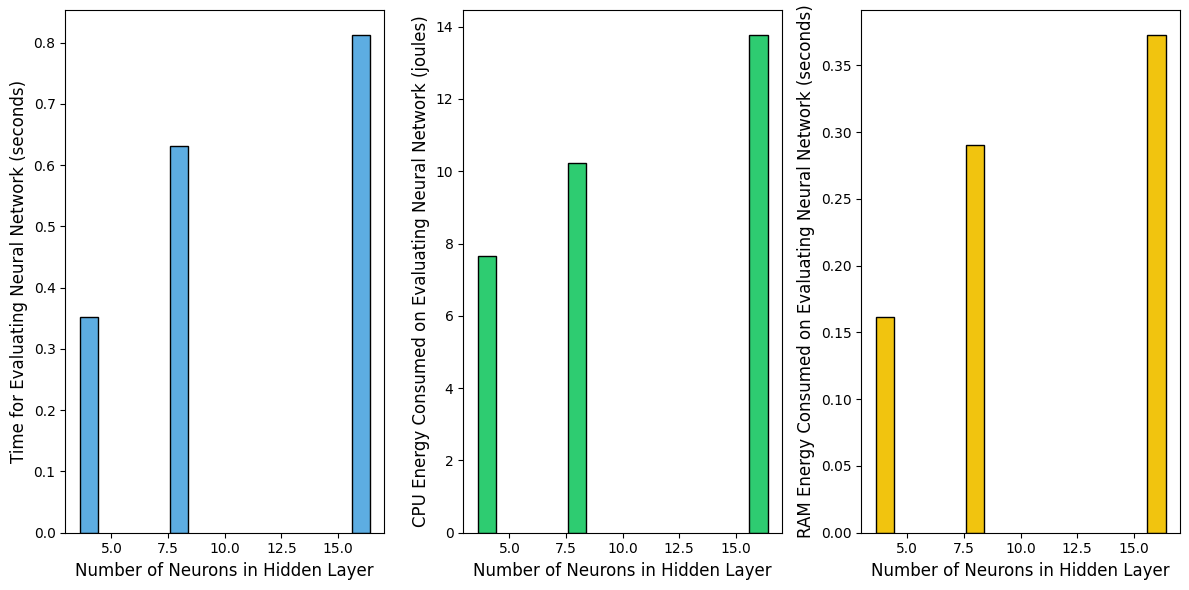 Time for Evaluating Neural Network (seconds)
0.8
0.7
0.6
0.5
0.4
0.3
0.2
0.1
0.0
5.0 7.5 10.0 12.5 15.0
Number of Neurons in Hidden Layer
CPU Energy Consumed on Evaluating Neural Network (joules)
14
12
10
8
6
4
2
0
5.0 7.5 10.0 12.5 15.0
Number of Neurons in Hidden Layer
RAM Energy Consumed on Evaluating Neural Network (seconds)
0.35
0.30
0.25
0.20
0.15
0.10
0.05
0.00
5.0 7.5 10.0 12.5 15.0
Number of Neurons in Hidden Layer